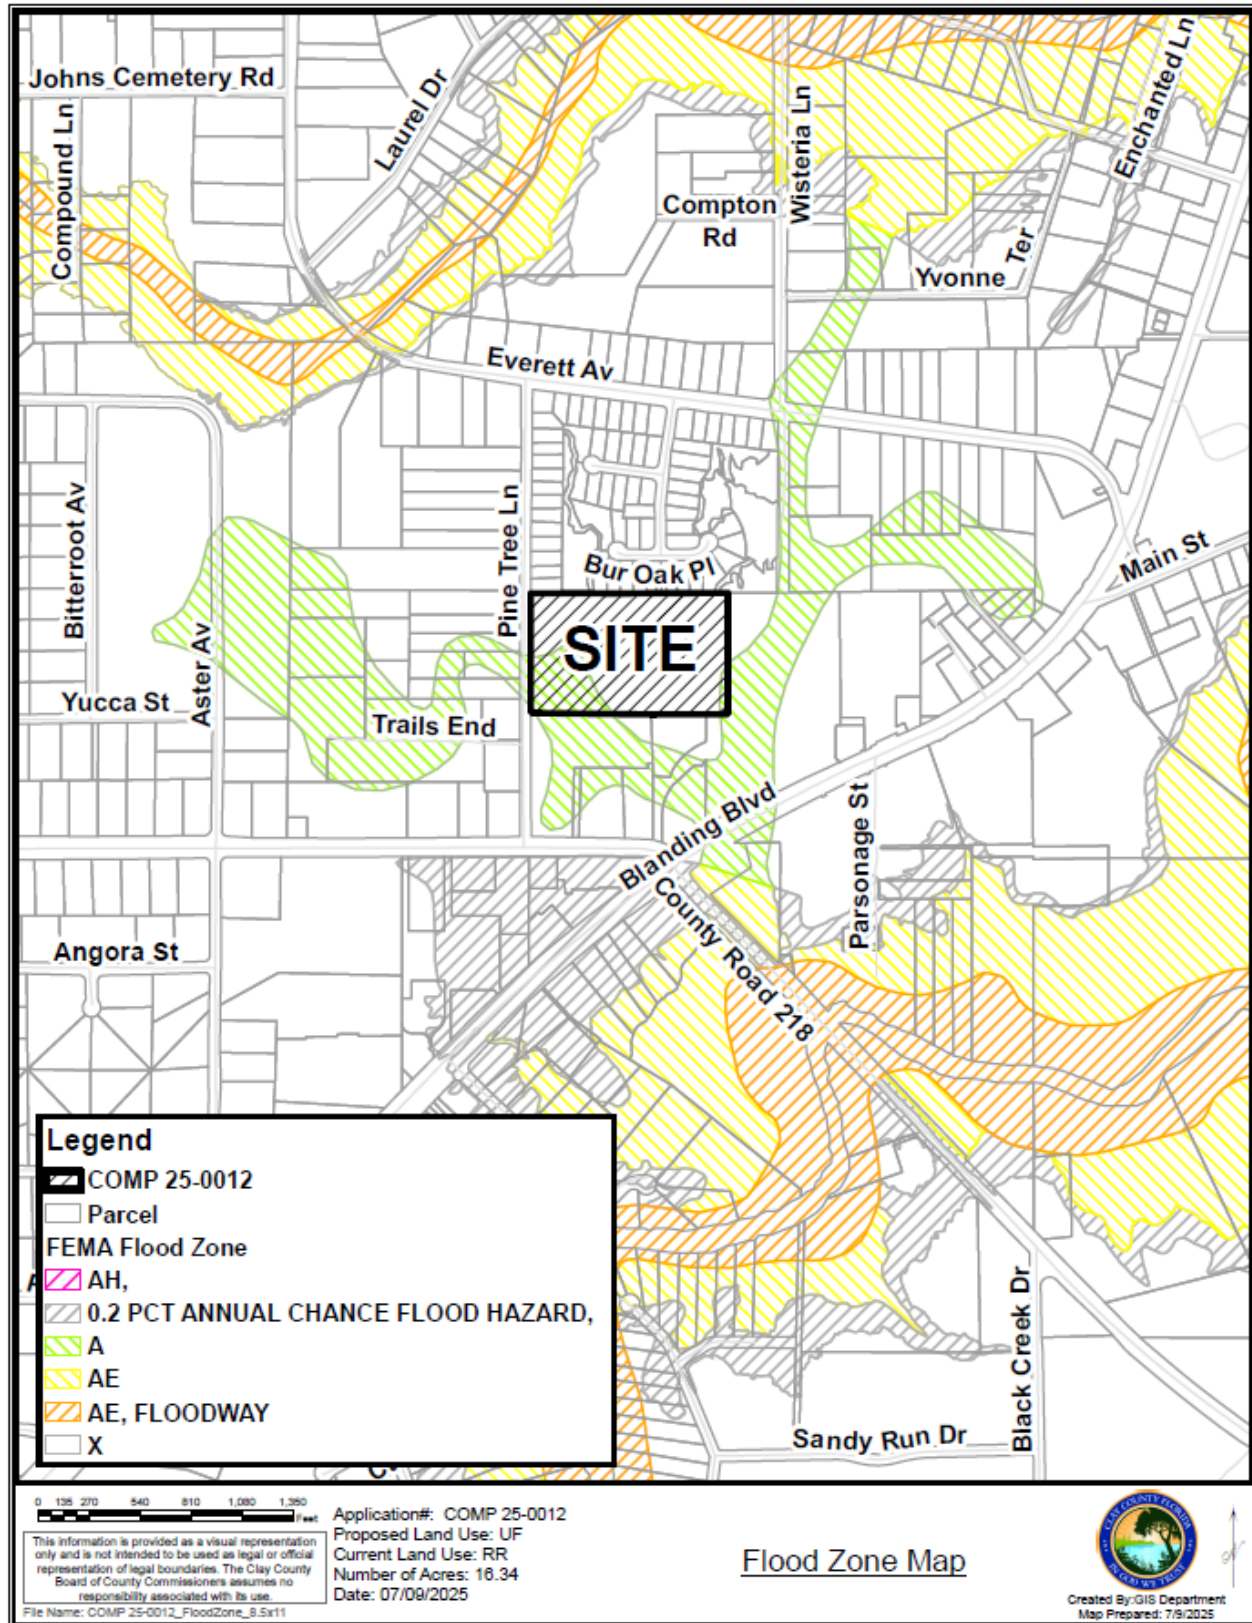 Johns Cemetery Rd
Compound Ln
Laurel Dr
Wisteria Ln
Enchanted Ln
Compton
Rd
Yvonne Ter
Everett Av
Bitterroot Av
Pine Tree Ln
Bur Oak Pl
Main St
SITE
Aster Av
Yucca St
Trails End
Blanding Blvd
Parsonage St
County Road 218
Angora St
Black Creek Dr
Sandy Run Dr
Legend
COMP 25-0012
Parcel
FEMA Flood Zone
AH,
0.2 PCT ANNUAL CHANCE FLOOD HAZARD,
A
AE
AE, FLOODWAY
X
0 135 270 540 810 1,080 1,350
Feet
This information is provided as a visual representation
only and is not intended to be used as legal or official
representation of legal boundaries. The Clay County
Board of County Commissioners assumes no
responsibility associated with its use.
File Name: COMP 25-0012_FloodZone_8.5x11
Application#: COMP 25-0012
Proposed Land Use: UF
Current Land Use: RR
Number of Acres: 16.34
Date: 07/09/2025
Flood Zone Map
CLAY COUNTY FLORIDA
IN GOD WE TRUST
N
Created By:GIS Department
Map Prepared: 7/9/2025